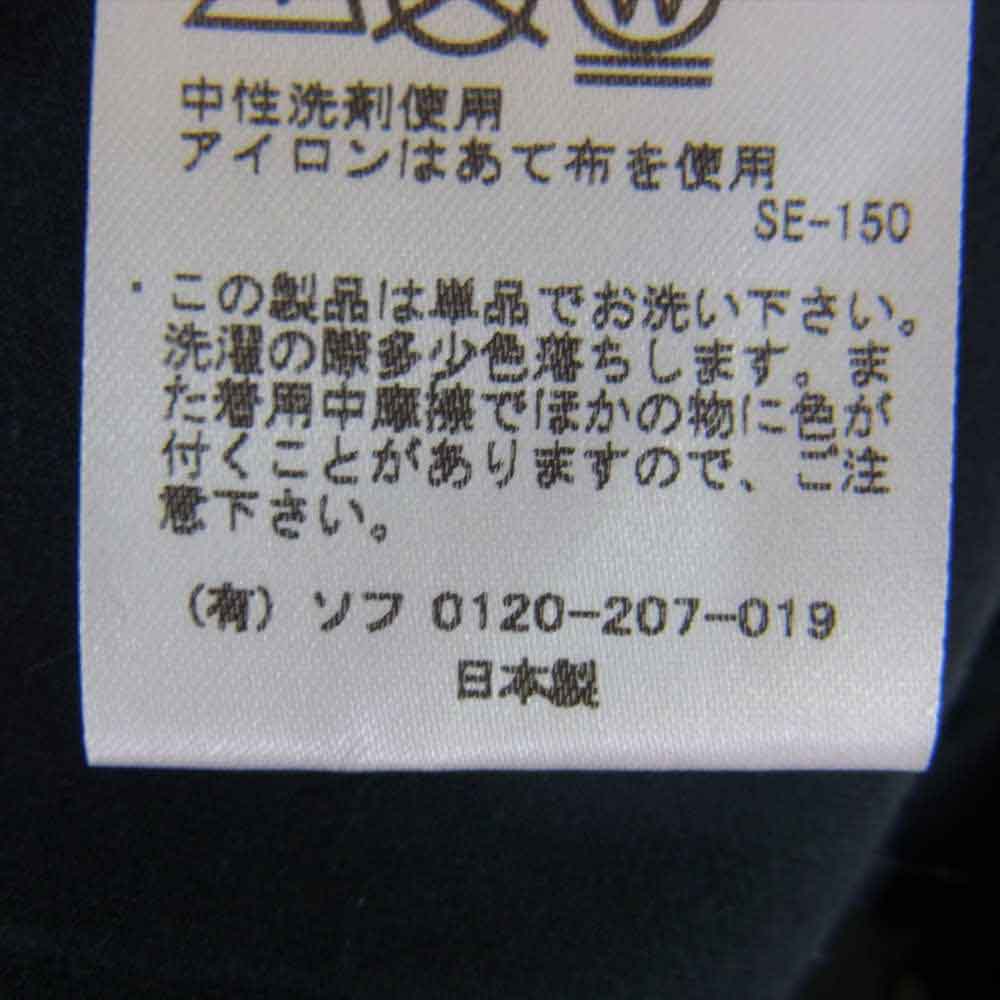 W
中性洗剤使用
アイロンはあて布を使用
SE-150
・この製品は単品でお洗い下さい。
洗濯の際多少色落ちします。ま
た着用中摩擦でほかの物に色が
付くことがありますので、ご注
意下さい。
(有) ソフ 0120-207-019
日本製